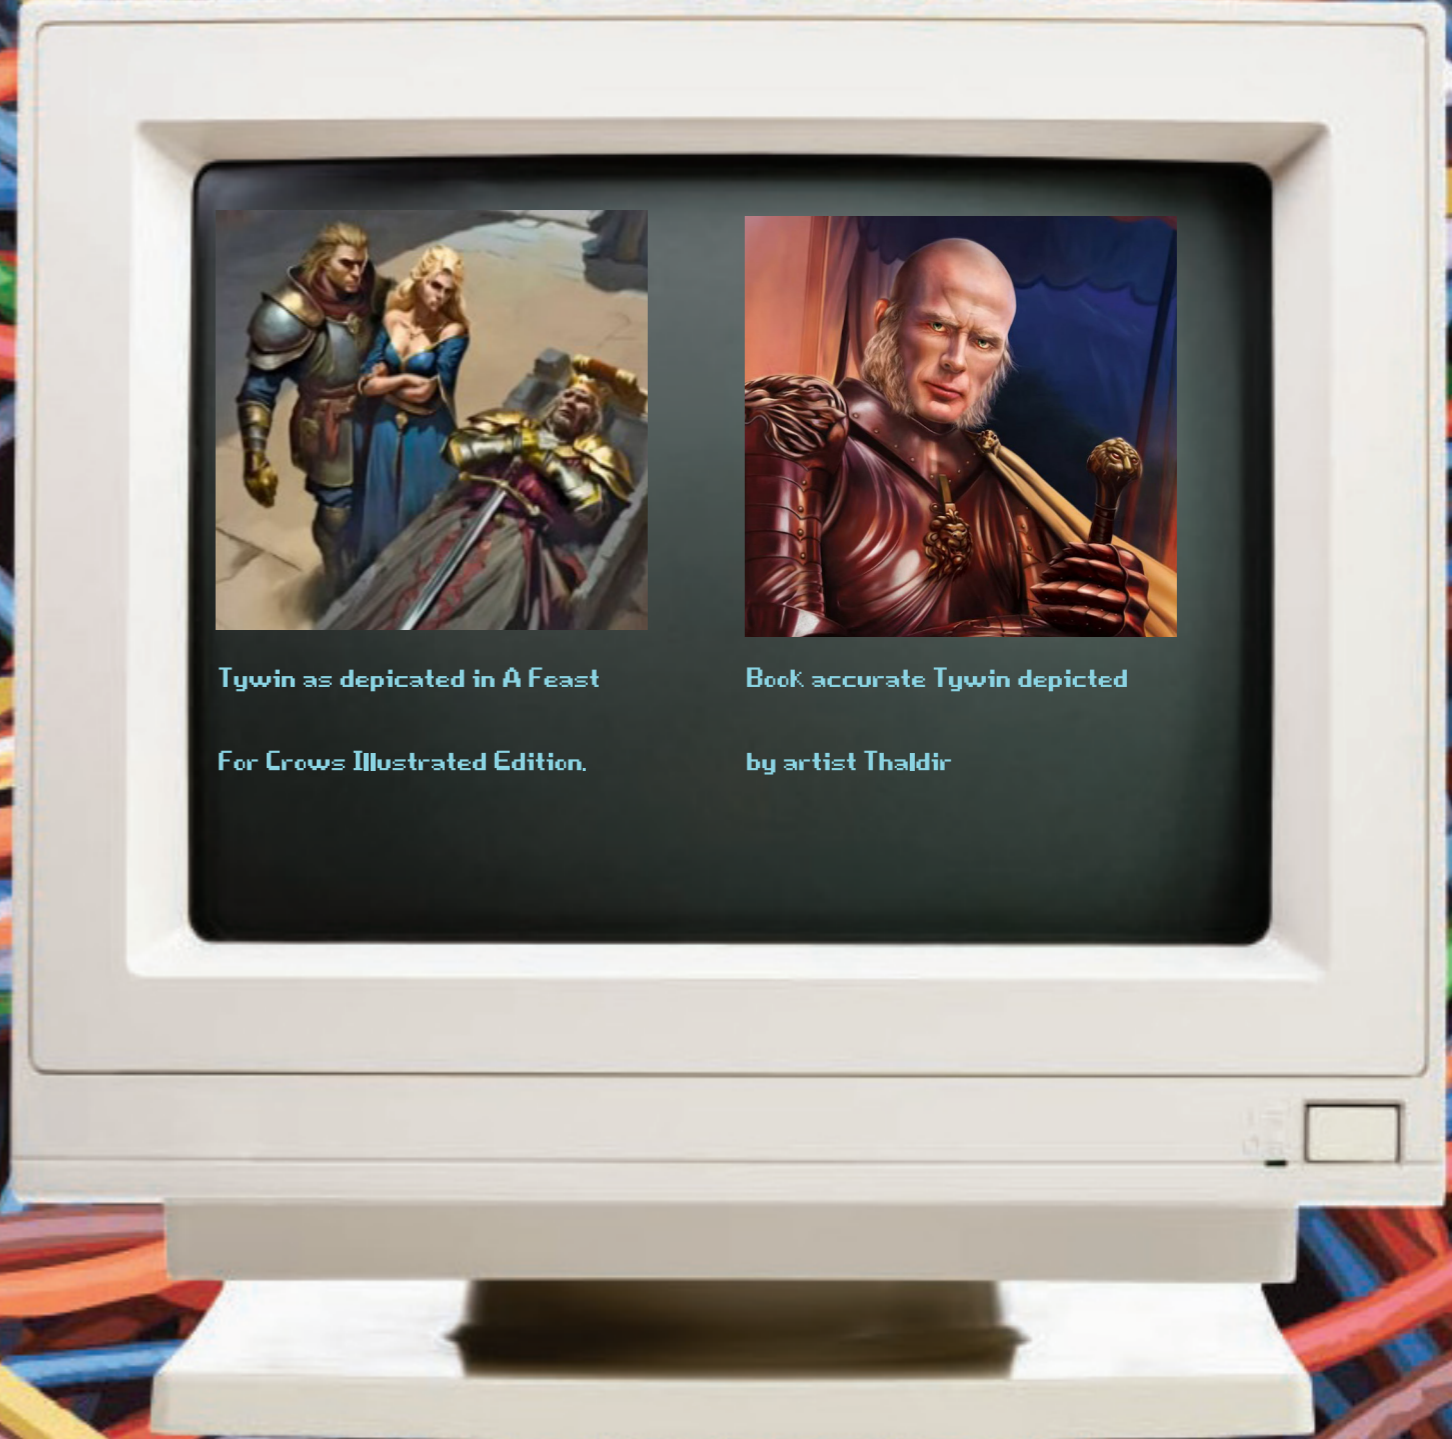 Tywin as depicated in A Feast
For Crows Illustrated Edition.
Book accurate Tywin depicted
by artist Thaldir